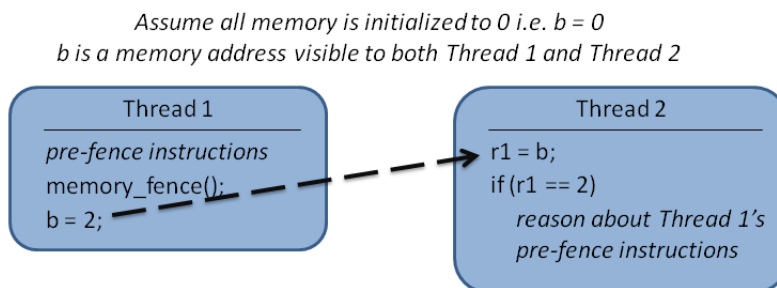 Assume all memory is initialized to 0 i.e. b = 0
b is a memory address visible to both Thread 1 and Thread 2
Thread 1
pre-fence instructions
memory_fence();
b = 2;
Thread 2
r1 = b;
if (r1 == 2)
reason about Thread 1's
pre-fence instructions